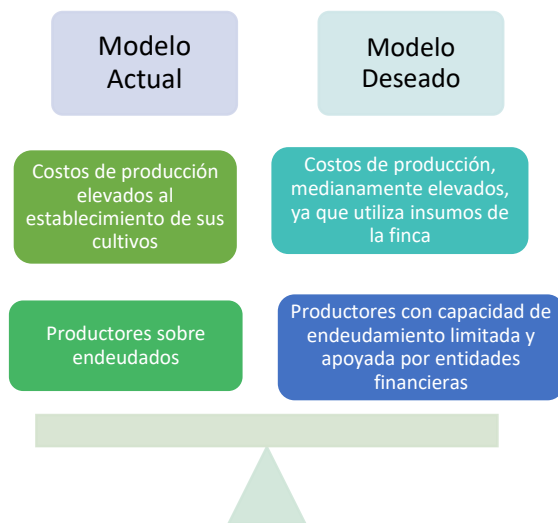 Modelo
Actual
Modelo
Deseado
Costos de producción
elevados al
establecimiento de sus
cultivos
Costos de producción,
medianamente elevados,
ya que utiliza insumos de
la finca
Productores sobre
endeudados
Productores con capacidad de
endeudamiento limitada y
apoyada por entidades
financieras